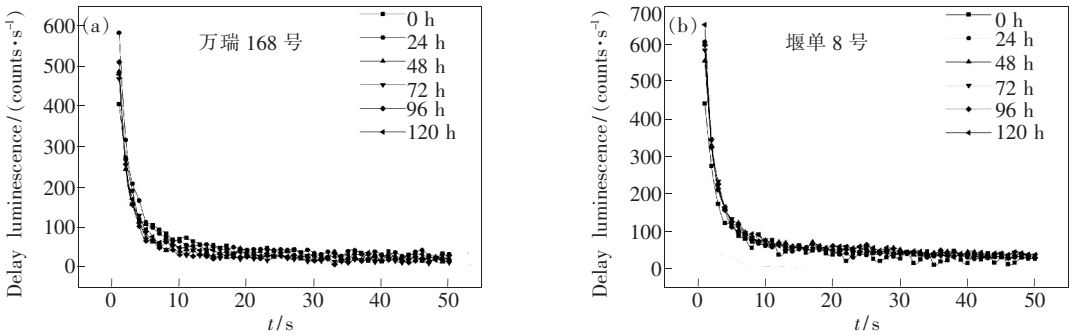 (a)
万瑞 168 号
0 h
24 h
48 h
72 h
96 h
120 h
Delay luminescence/(counts·s⁻¹)
600
500
400
300
200
100
0
0 10 20 30 40 50
t/s
(b)
堰单 8 号
0 h
24 h
48 h
72 h
96 h
120 h
Delay luminescence/(counts·s⁻¹)
700
600
500
400
300
200
100
0
0 10 20 30 40 50
t/s